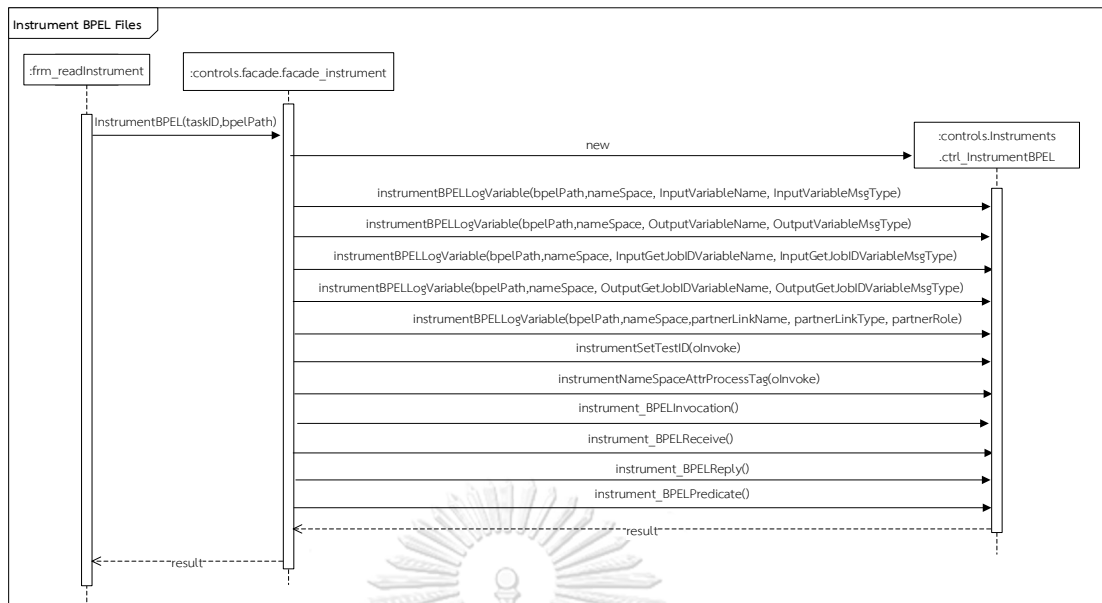 Instrument BPEL Files
:frm_readInstrument
:controls.facade.facade_instrument
InstrumentBPEL(taskID,bpelPath)
new
:controls.Instruments
.ctrl_InstrumentBPEL
instrumentBPELLogVariable(bpelPath,nameSpace, InputVariableName, InputVariableMsgType)
instrumentBPELLogVariable(bpelPath,nameSpace, OutputVariableName, OutputVariableMsgType)
instrumentBPELLogVariable(bpelPath,nameSpace, InputGetJobIDVariableName, InputGetJobIDVariableMsgType)
instrumentBPELLogVariable(bpelPath,nameSpace, OutputGetJobIDVariableName, OutputGetJobIDVariableMsgType)
instrumentBPELLogVariable(bpelPath,nameSpace,partnerLinkName, partnerLinkType, partnerRole)
instrumentSetTestID(oInvoke)
instrumentNameSpaceAttrProcessTag(oInvoke)
instrument_BPELInvocation()
instrument_BPELReceive()
instrument_BPELReply()
instrument_BPELPredicate()
result
result